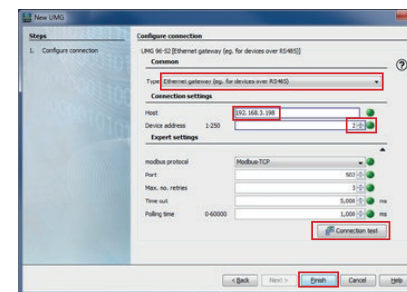 New UMG
Steps
1. Configure connection
Configure connection
UMG 96-S2 [Ethernet gateway (eg. for devices over RS485)]
Common
Type Ethernet gateway (eg. for devices over RS485)
Connection settings
Host 192.168.3.198
Device address 1-250 2
Expert settings
modbus protocol Modbus-TCP
Port 502
Max. no. retries 3
Time out 5,000 ms
Polling time 0-60000 1,000 ms
Connection test
< Back Next > Finish Cancel Help